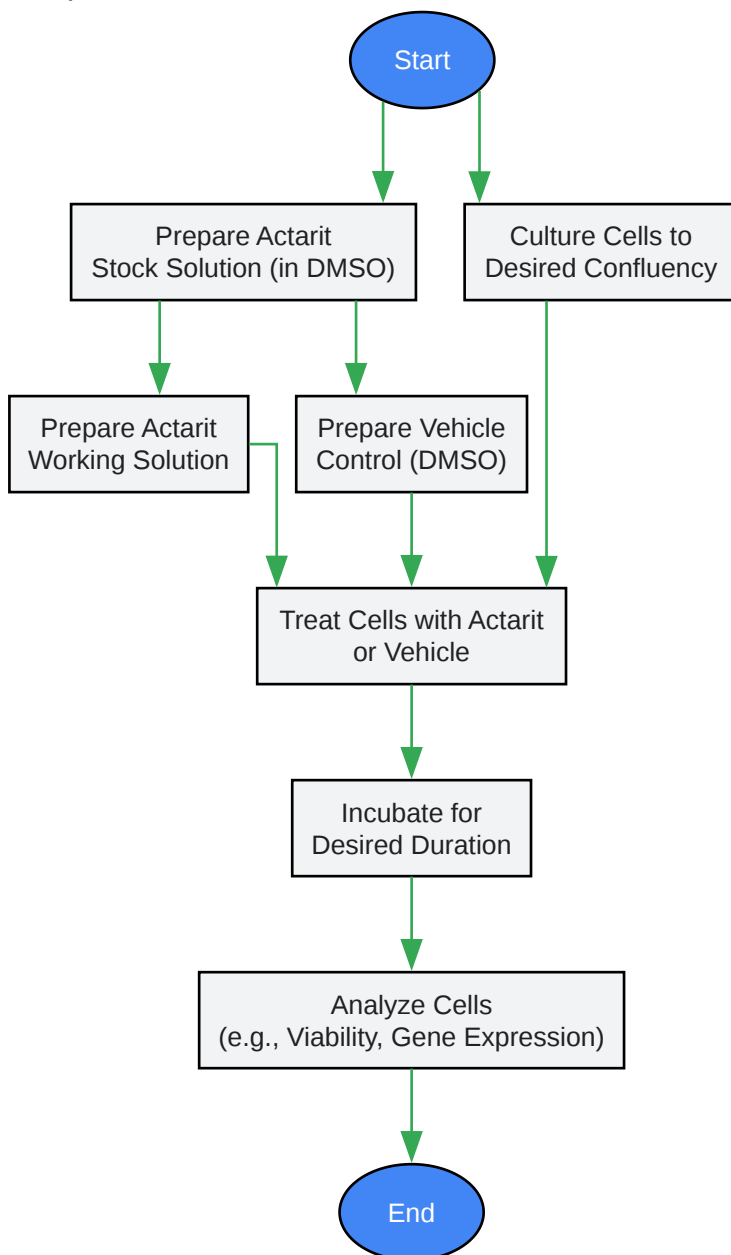 Start
Prepare Actarit
Stock Solution (in DMSO)
Culture Cells to
Desired Confluency
Prepare Actarit
Working Solution
Prepare Vehicle
Control (DMSO)
Treat Cells with Actarit
or Vehicle
Incubate for
Desired Duration
Analyze Cells
(e.g., Viability, Gene Expression)
End